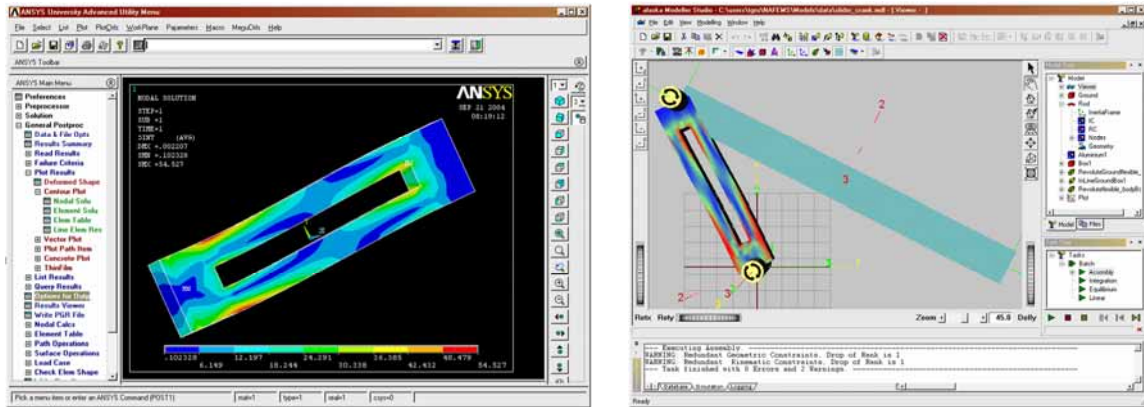 ANSYS University Advanced Utility Menu
File Select List Plot PlotCtrls WorkPlane Parameters Macro MenuCtrls Help
ANSYS Toolbar
ANSYS Main Menu
Preferences
Preprocessor
Solution
General Postproc
Data & File Opts
Results Summary
Read Results
Failure Criteria
Plot Results
Deformed Shape
Contour Plot
Nodal Solu
Element Solu
Elem Table
Line Elem Res
Vector Plot
Plot Path Item
Concrete Plot
ThinFilm
List Results
Query Results
Options for Outp
Results Viewer
Write PGR File
Nodal Calcs
Element Table
Path Operations
Surface Operations
Load Case
Check Elem Shape
1
NODAL SOLUTION
STEP=1
SUB =1
TIME=1
SINT (AVG)
DMX =.002207
SMN =.102328
SMX =54.527
ANSYS
SEP 21 2004
.102328 12.197 24.291 36.385 48.479
6.149 18.244 30.338 42.432 54.527
Pick a menu item or enter an ANSYS Command (POST1) mat=1 type=1 real=1 csys=0
alaska Modeller Studio
File Edit View Modelling Window Help
2
3
2
3
Model
Viewer
Ground
Rod
InertiaFrame
IC
RC
Nodes
Geometry
Aluminium1
Box1
InLineGroundBox1
Plot
Model Files
Tasks
Batch
Assembly
Integration
Equilibrium
Linear
Rotx Roty
Zoom 45.0 Dolly
--- Executing Assembly.
WARNING Redundant Geometric Constraints. Drop of Rank is 1
WARNING Redundant Kinematic Constraints. Drop of Rank is 1
--- Task finished with 0 Errors and 2 Warnings.
Database Simulation Logging
Ready